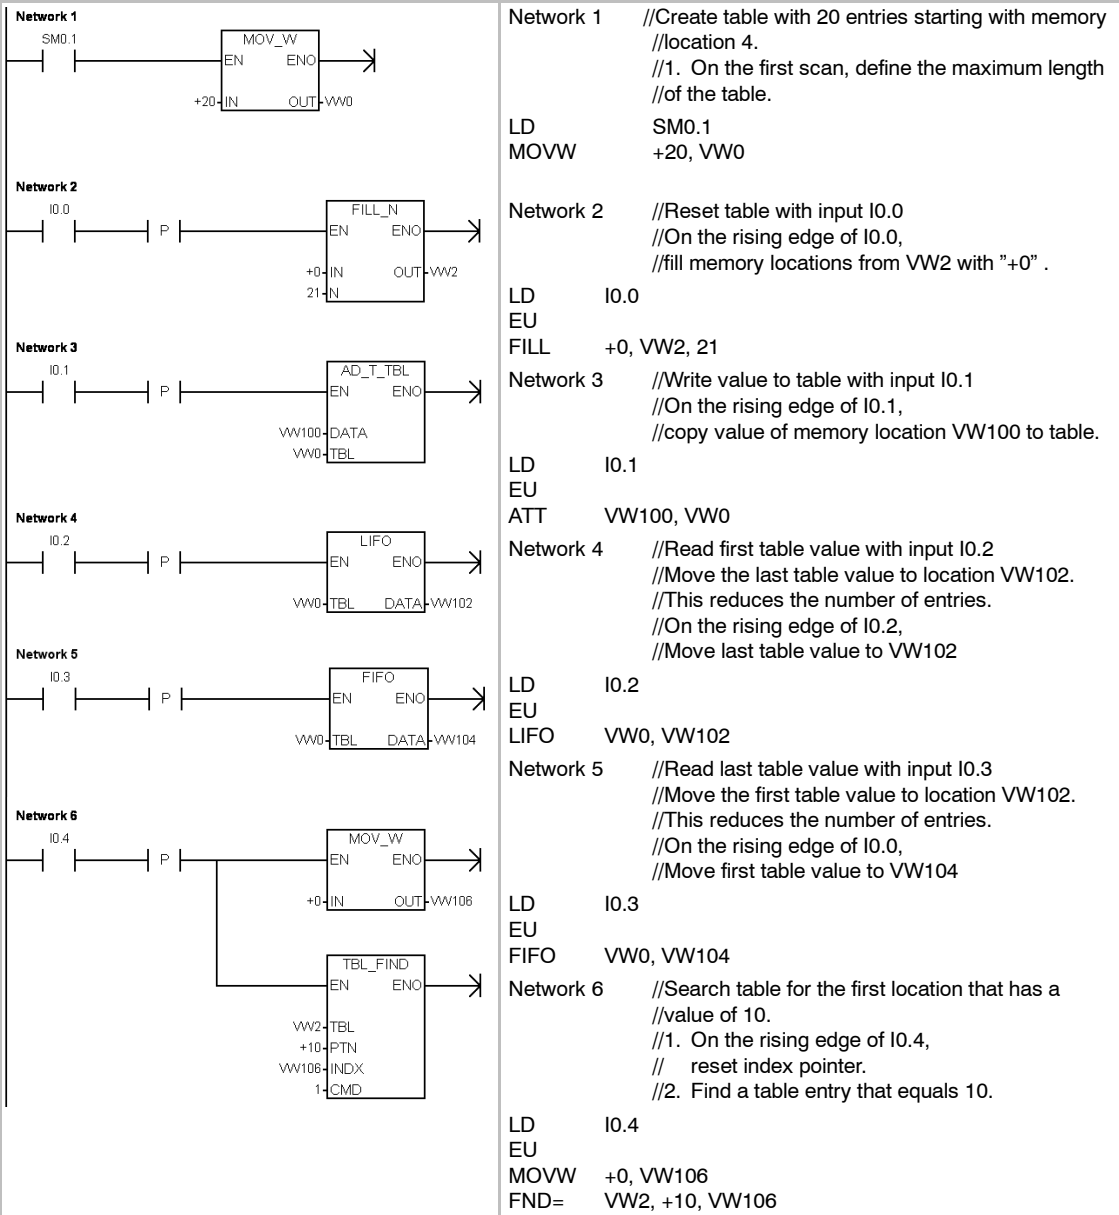 Network 1
SM0.1
MOV_W
EN ENO
+20 IN OUT VW0
Network 2
I0.0
P
FILL_N
EN ENO
+0 IN OUT VW2
21 N
Network 3
I0.1
P
AD_T_TBL
EN ENO
VW100 DATA
VW0 TBL
Network 4
I0.2
P
LIFO
EN ENO
VW0 TBL DATA VW102
Network 5
I0.3
P
FIFO
EN ENO
VW0 TBL DATA VW104
Network 6
I0.4
P
MOV_W
EN ENO
+0 IN OUT VW106
TBL_FIND
EN ENO
VW2 TBL
+10 PTN
VW106 INDX
1 CMD
Network 1 //Create table with 20 entries starting with memory
//location 4.
//1. On the first scan, define the maximum length
//of the table.
LD SM0.1
MOVW +20, VW0
Network 2 //Reset table with input I0.0
//On the rising edge of I0.0,
//fill memory locations from VW2 with ”+0” .
LD I0.0
EU
FILL +0, VW2, 21
Network 3 //Write value to table with input I0.1
//On the rising edge of I0.1,
//copy value of memory location VW100 to table.
LD I0.1
EU
ATT VW100, VW0
Network 4 //Read first table value with input I0.2
//Move the last table value to location VW102.
//This reduces the number of entries.
//On the rising edge of I0.2,
//Move last table value to VW102
LD I0.2
EU
LIFO VW0, VW102
Network 5 //Read last table value with input I0.3
//Move the first table value to location VW102.
//This reduces the number of entries.
//On the rising edge of I0.0,
//Move first table value to VW104
LD I0.3
EU
FIFO VW0, VW104
Network 6 //Search table for the first location that has a
//value of 10.
//1. On the rising edge of I0.4,
// reset index pointer.
//2. Find a table entry that equals 10.
LD I0.4
EU
MOVW +0, VW106
FND= VW2, +10, VW106